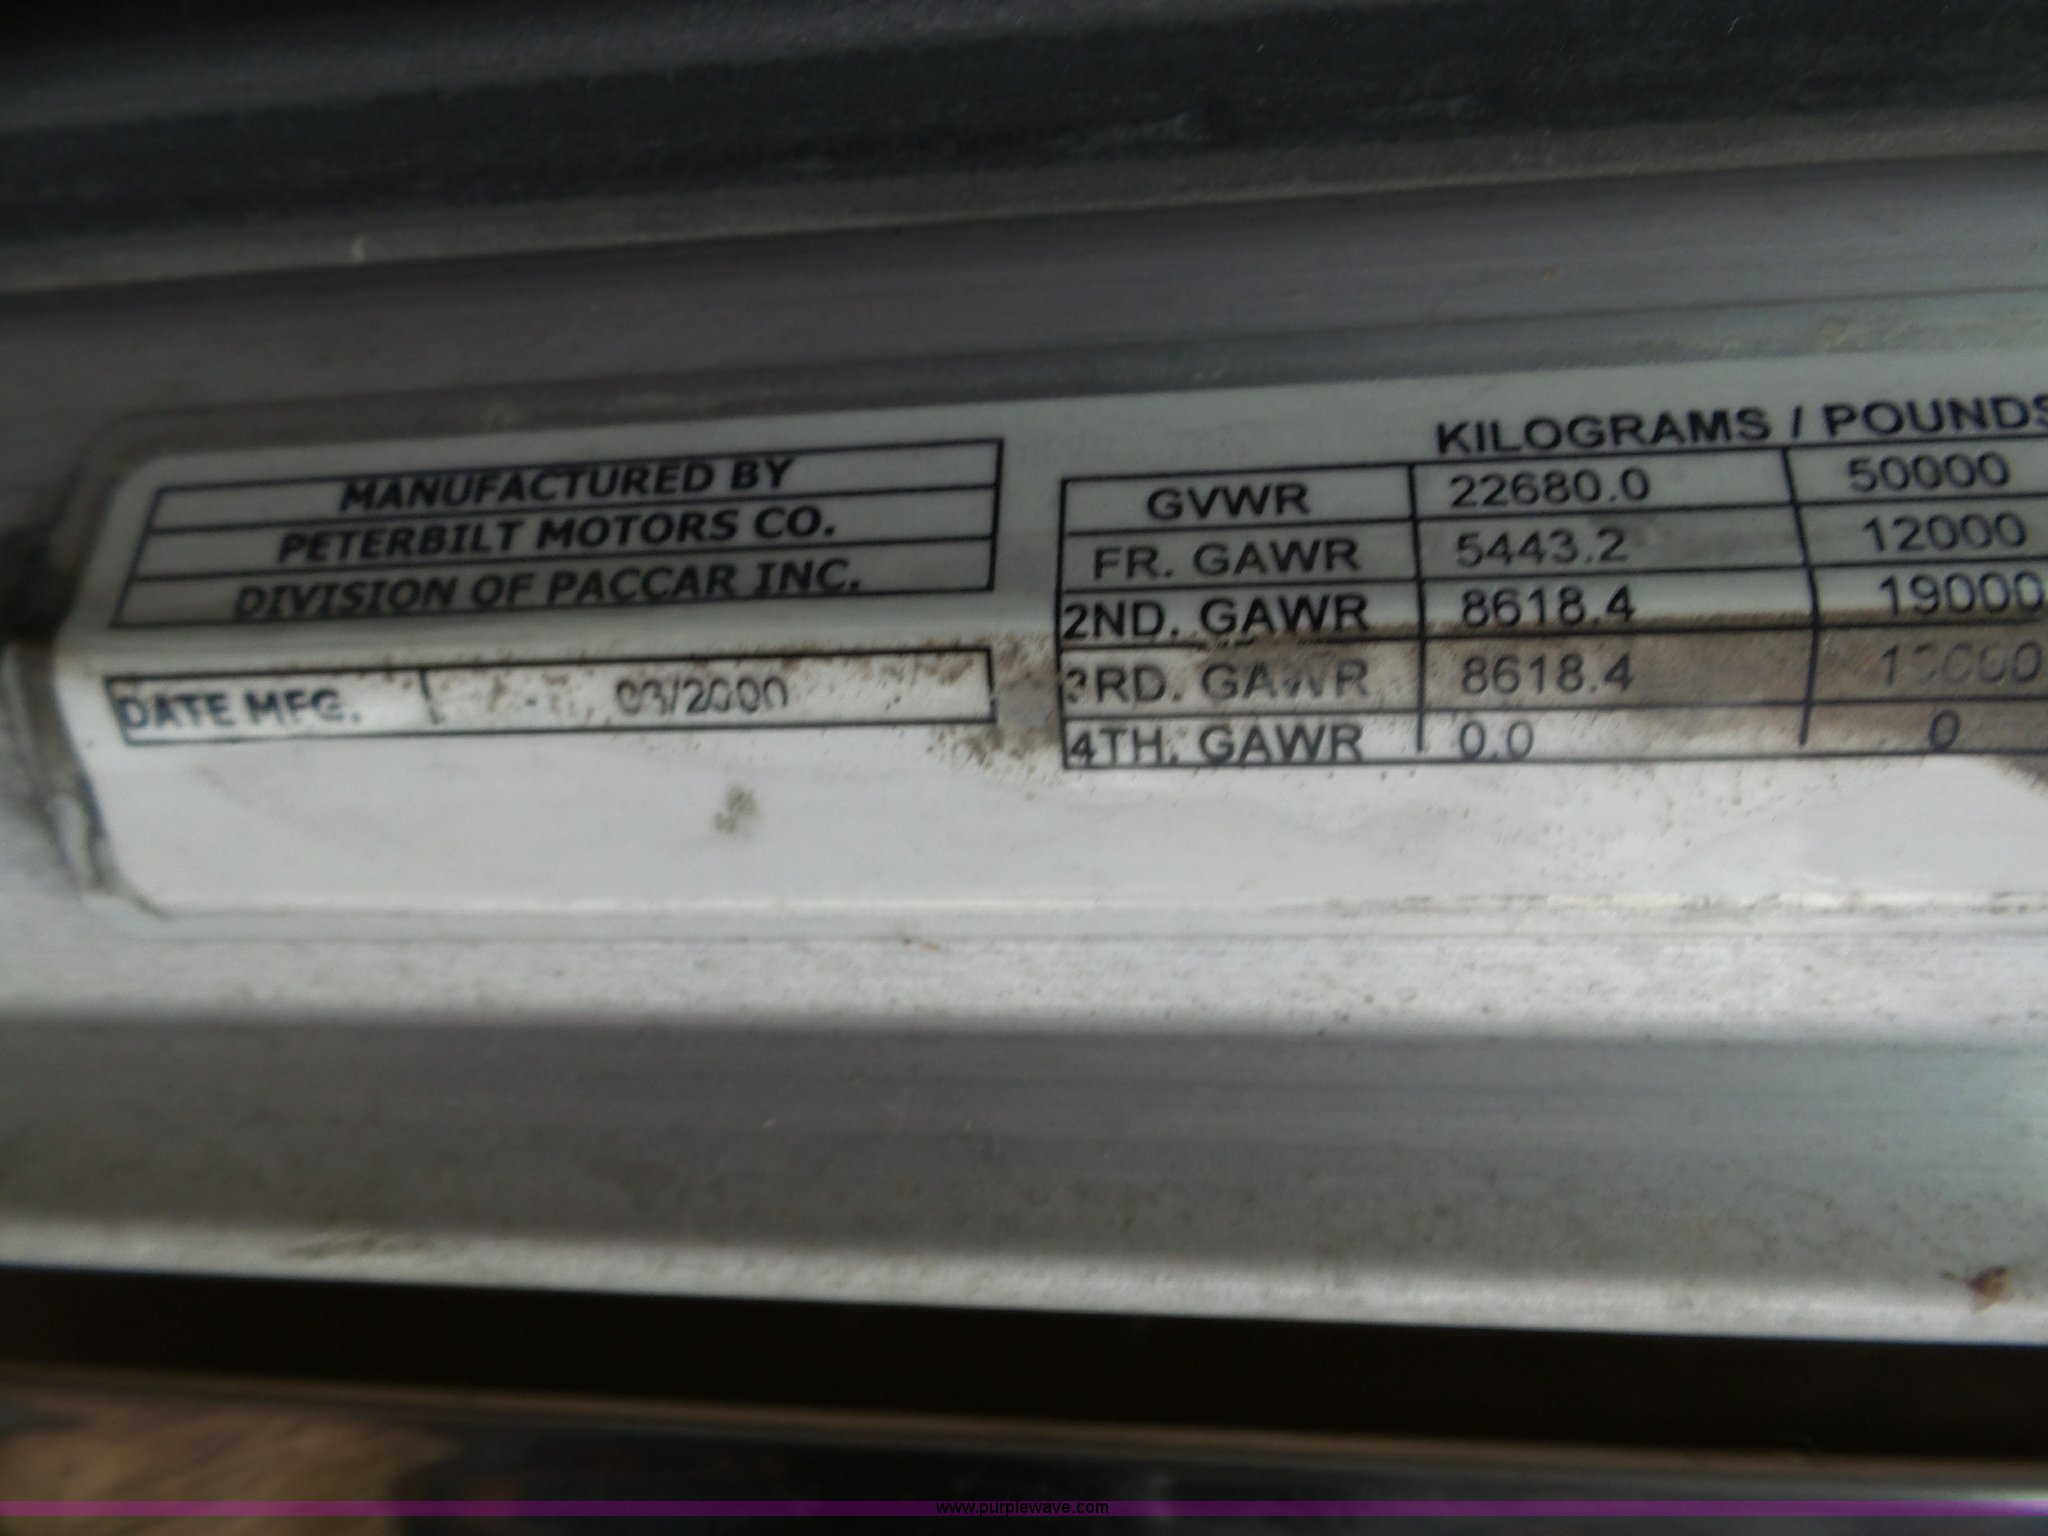 MANUFACTURED BY
PETERBILT MOTORS CO.
DIVISION OF PACCAR INC.
DATE MFG. 03/2000
KILOGRAMS / POUNDS
GVWR 22680.0 50000
FR. GAWR 5443.2 12000
2ND. GAWR 8618.4 19000
3RD. GAWR 8618.4
4TH. GAWR 0.0 0
www.purplewave.com